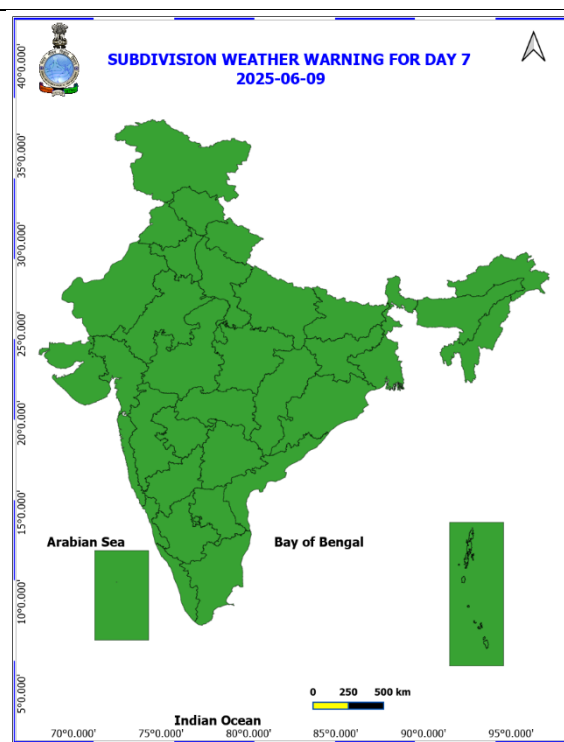 SUBDIVISION WEATHER WARNING FOR DAY 7
2025-06-09
40°0.000'
35°0.000'
30°0.000'
25°0.000'
20°0.000'
15°0.000'
10°0.000'
5°0.000'
Arabian Sea
Bay of Bengal
0 250 500 km
Indian Ocean
70°0.000' 75°0.000' 80°0.000' 85°0.000' 90°0.000' 95°0.000'